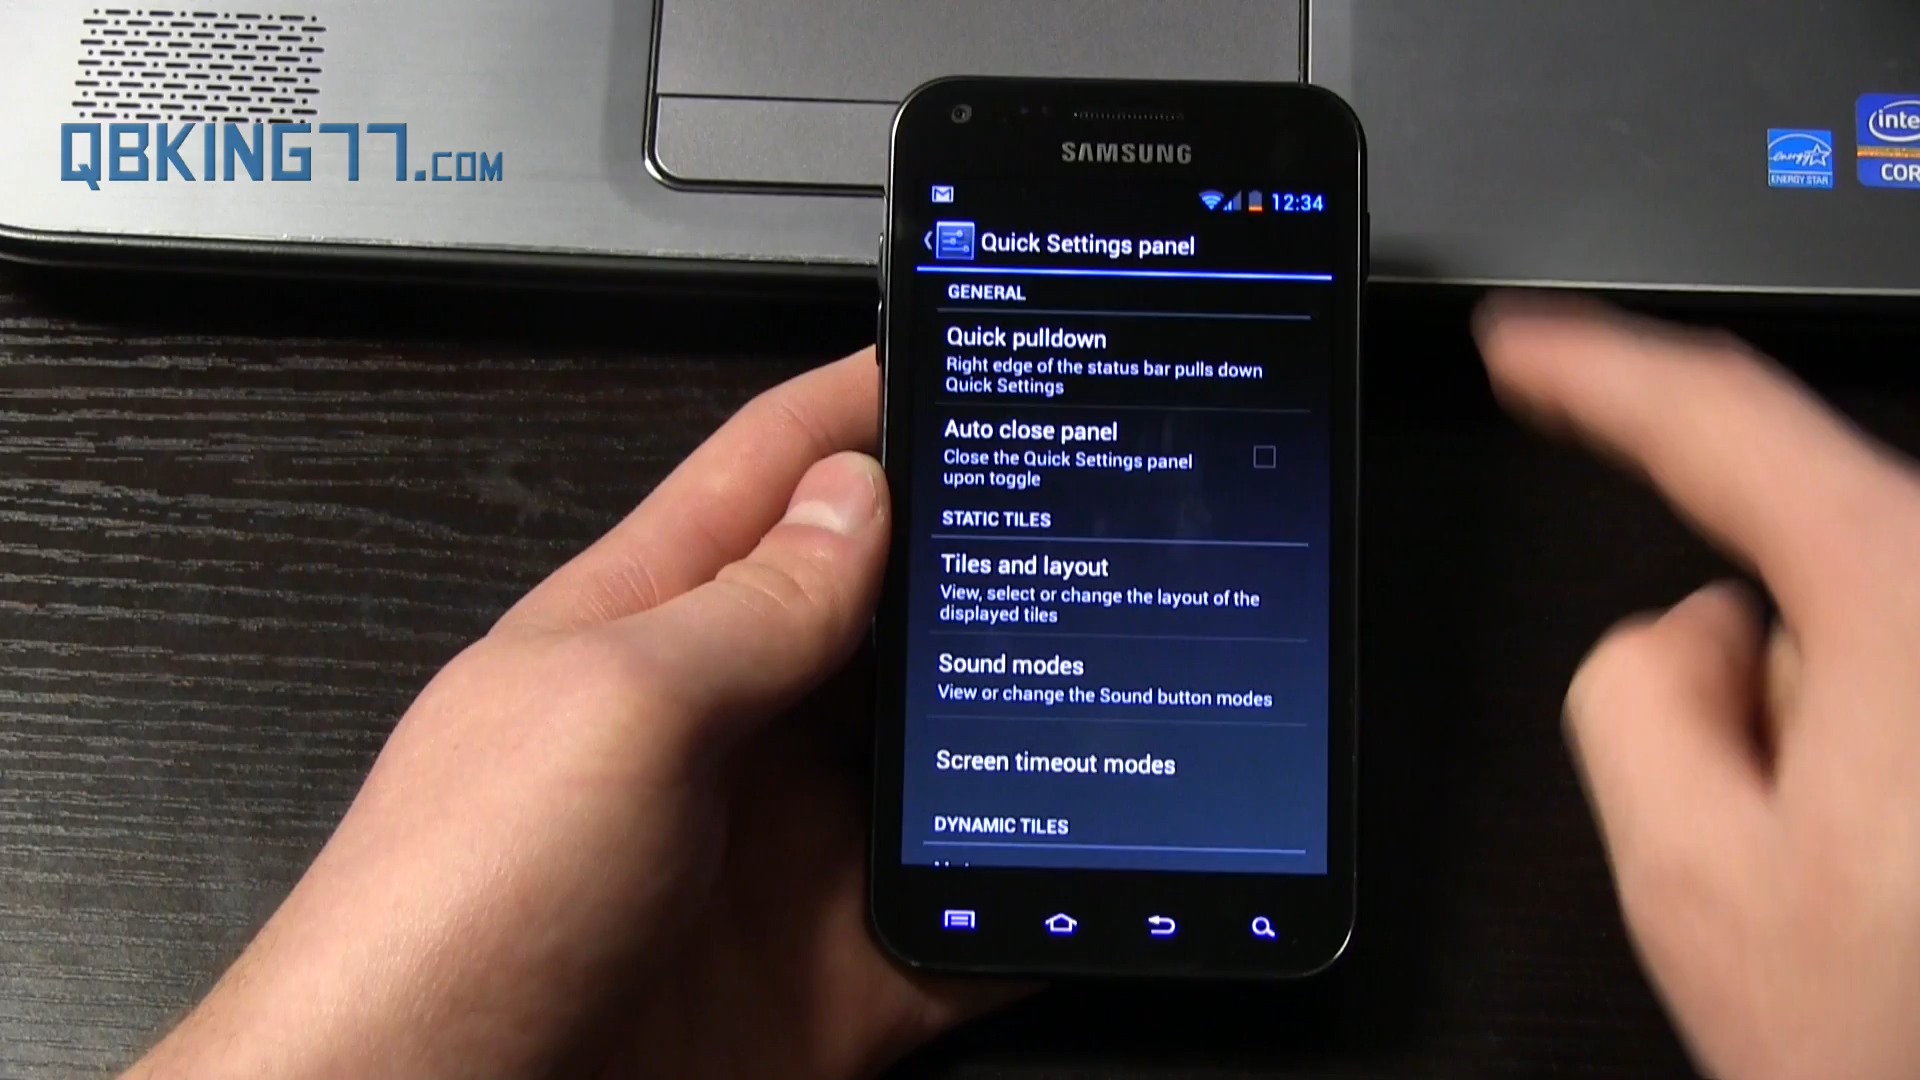 QBKING77.COM
SAMSUNG
12:34
Quick Settings panel
GENERAL
Quick pulldown
Right edge of the status bar pulls down
Quick Settings
Auto close panel
Close the Quick Settings panel
upon toggle
STATIC TILES
Tiles and layout
View, select or change the layout of the
displayed tiles
Sound modes
View or change the Sound button modes
Screen timeout modes
DYNAMIC TILES
energy
ENERGY STAR
inte
COR